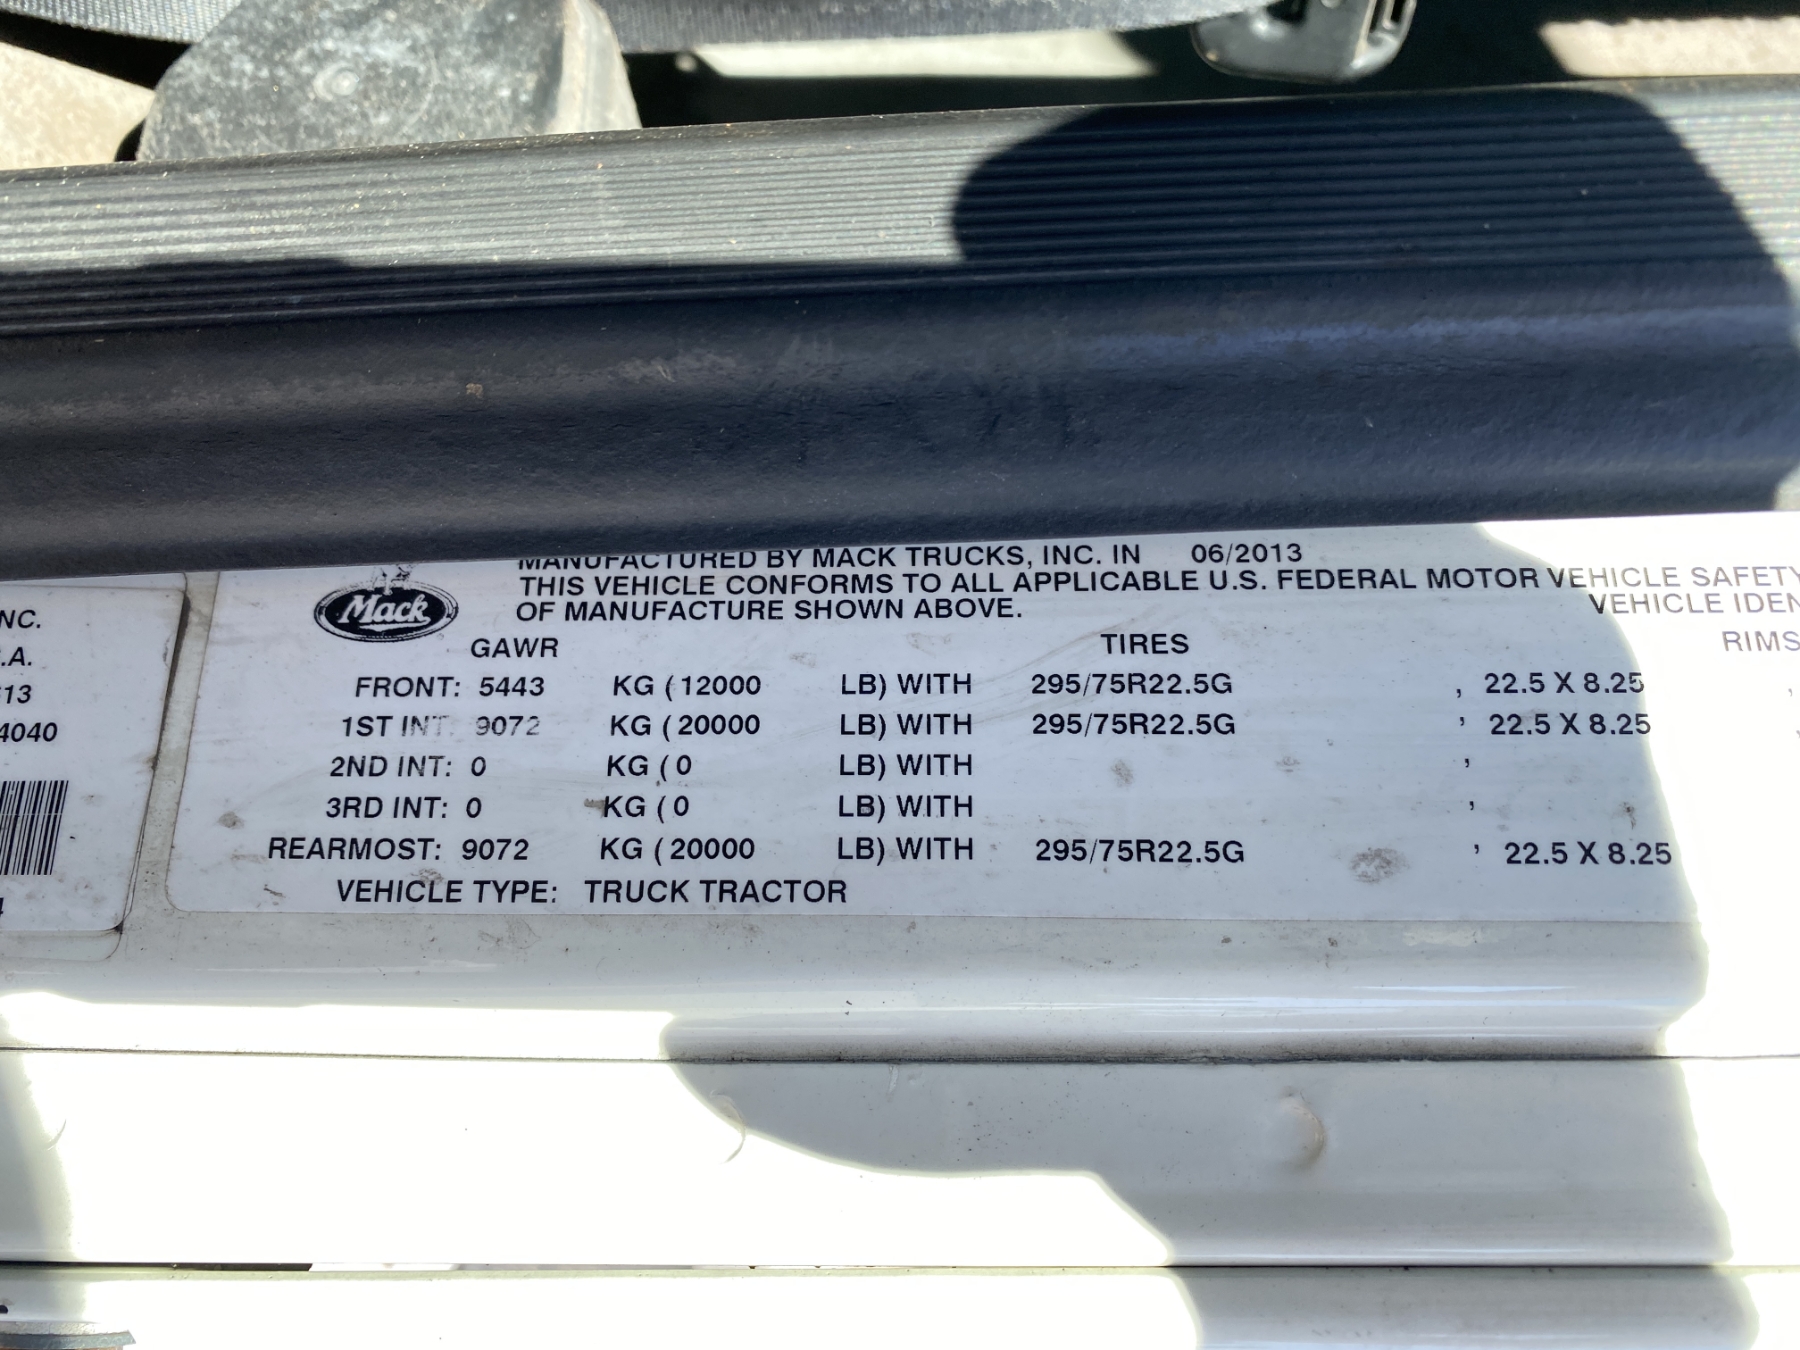 MANUFACTURED BY MACK TRUCKS, INC. IN 06/2013
THIS VEHICLE CONFORMS TO ALL APPLICABLE U.S. FEDERAL MOTOR VEHICLE SAFETY
OF MANUFACTURE SHOWN ABOVE. VEHICLE IDEN
Mack
GAWR TIRES RIMS
FRONT: 5443 KG ( 12000 LB) WITH 295/75R22.5G , 22.5 X 8.25
1ST INT: 9072 KG ( 20000 LB) WITH 295/75R22.5G , 22.5 X 8.25
2ND INT: 0 KG ( 0 LB) WITH ,
3RD INT: 0 KG ( 0 LB) WITH ,
REARMOST: 9072 KG ( 20000 LB) WITH 295/75R22.5G , 22.5 X 8.25
VEHICLE TYPE: TRUCK TRACTOR
NC.
.A.
13
4040